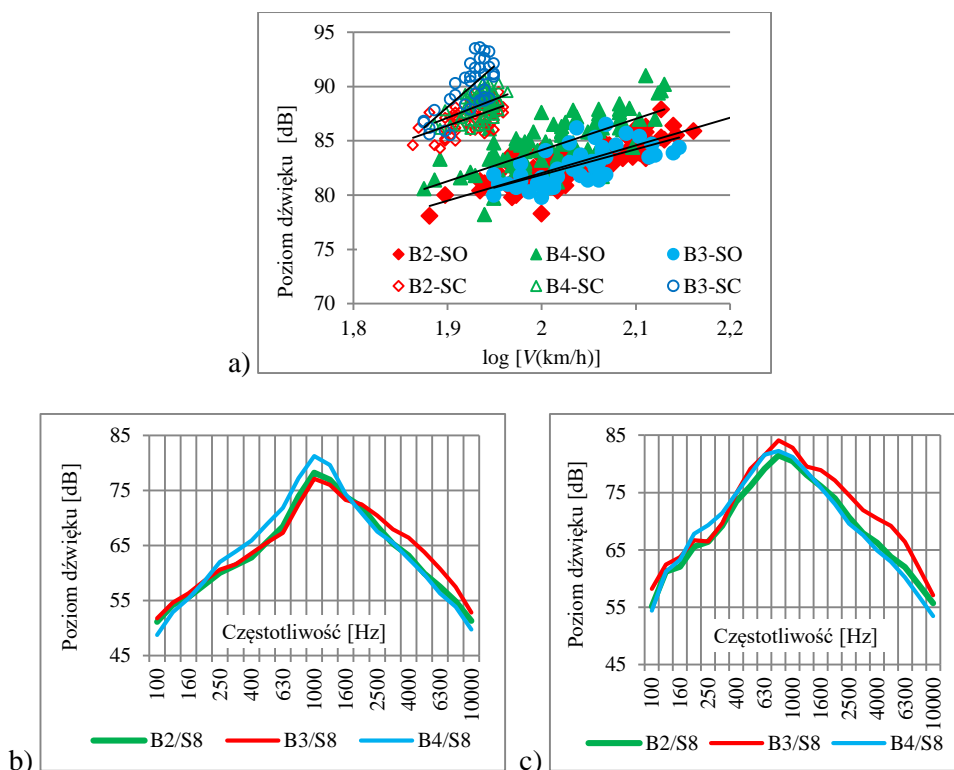 95
90
85
80
75
70
Poziom dźwięku [dB]
B2-SO B4-SO B3-SO
B2-SC B4-SC B3-SC
1,8 1,9 2 2,1 2,2
log [V(km/h)]
a)
85
75
65
55
45
Poziom dźwięku [dB]
Częstotliwość [Hz]
100 160 250 400 630 1000 1600 2500 4000 6300 10000
B2/S8 B3/S8 B4/S8
b)
85
75
65
55
45
Poziom dźwięku [dB]
Częstotliwość [Hz]
100 160 250 400 630 1000 1600 2500 4000 6300 10000
B2/S8 B3/S8 B4/S8
c)